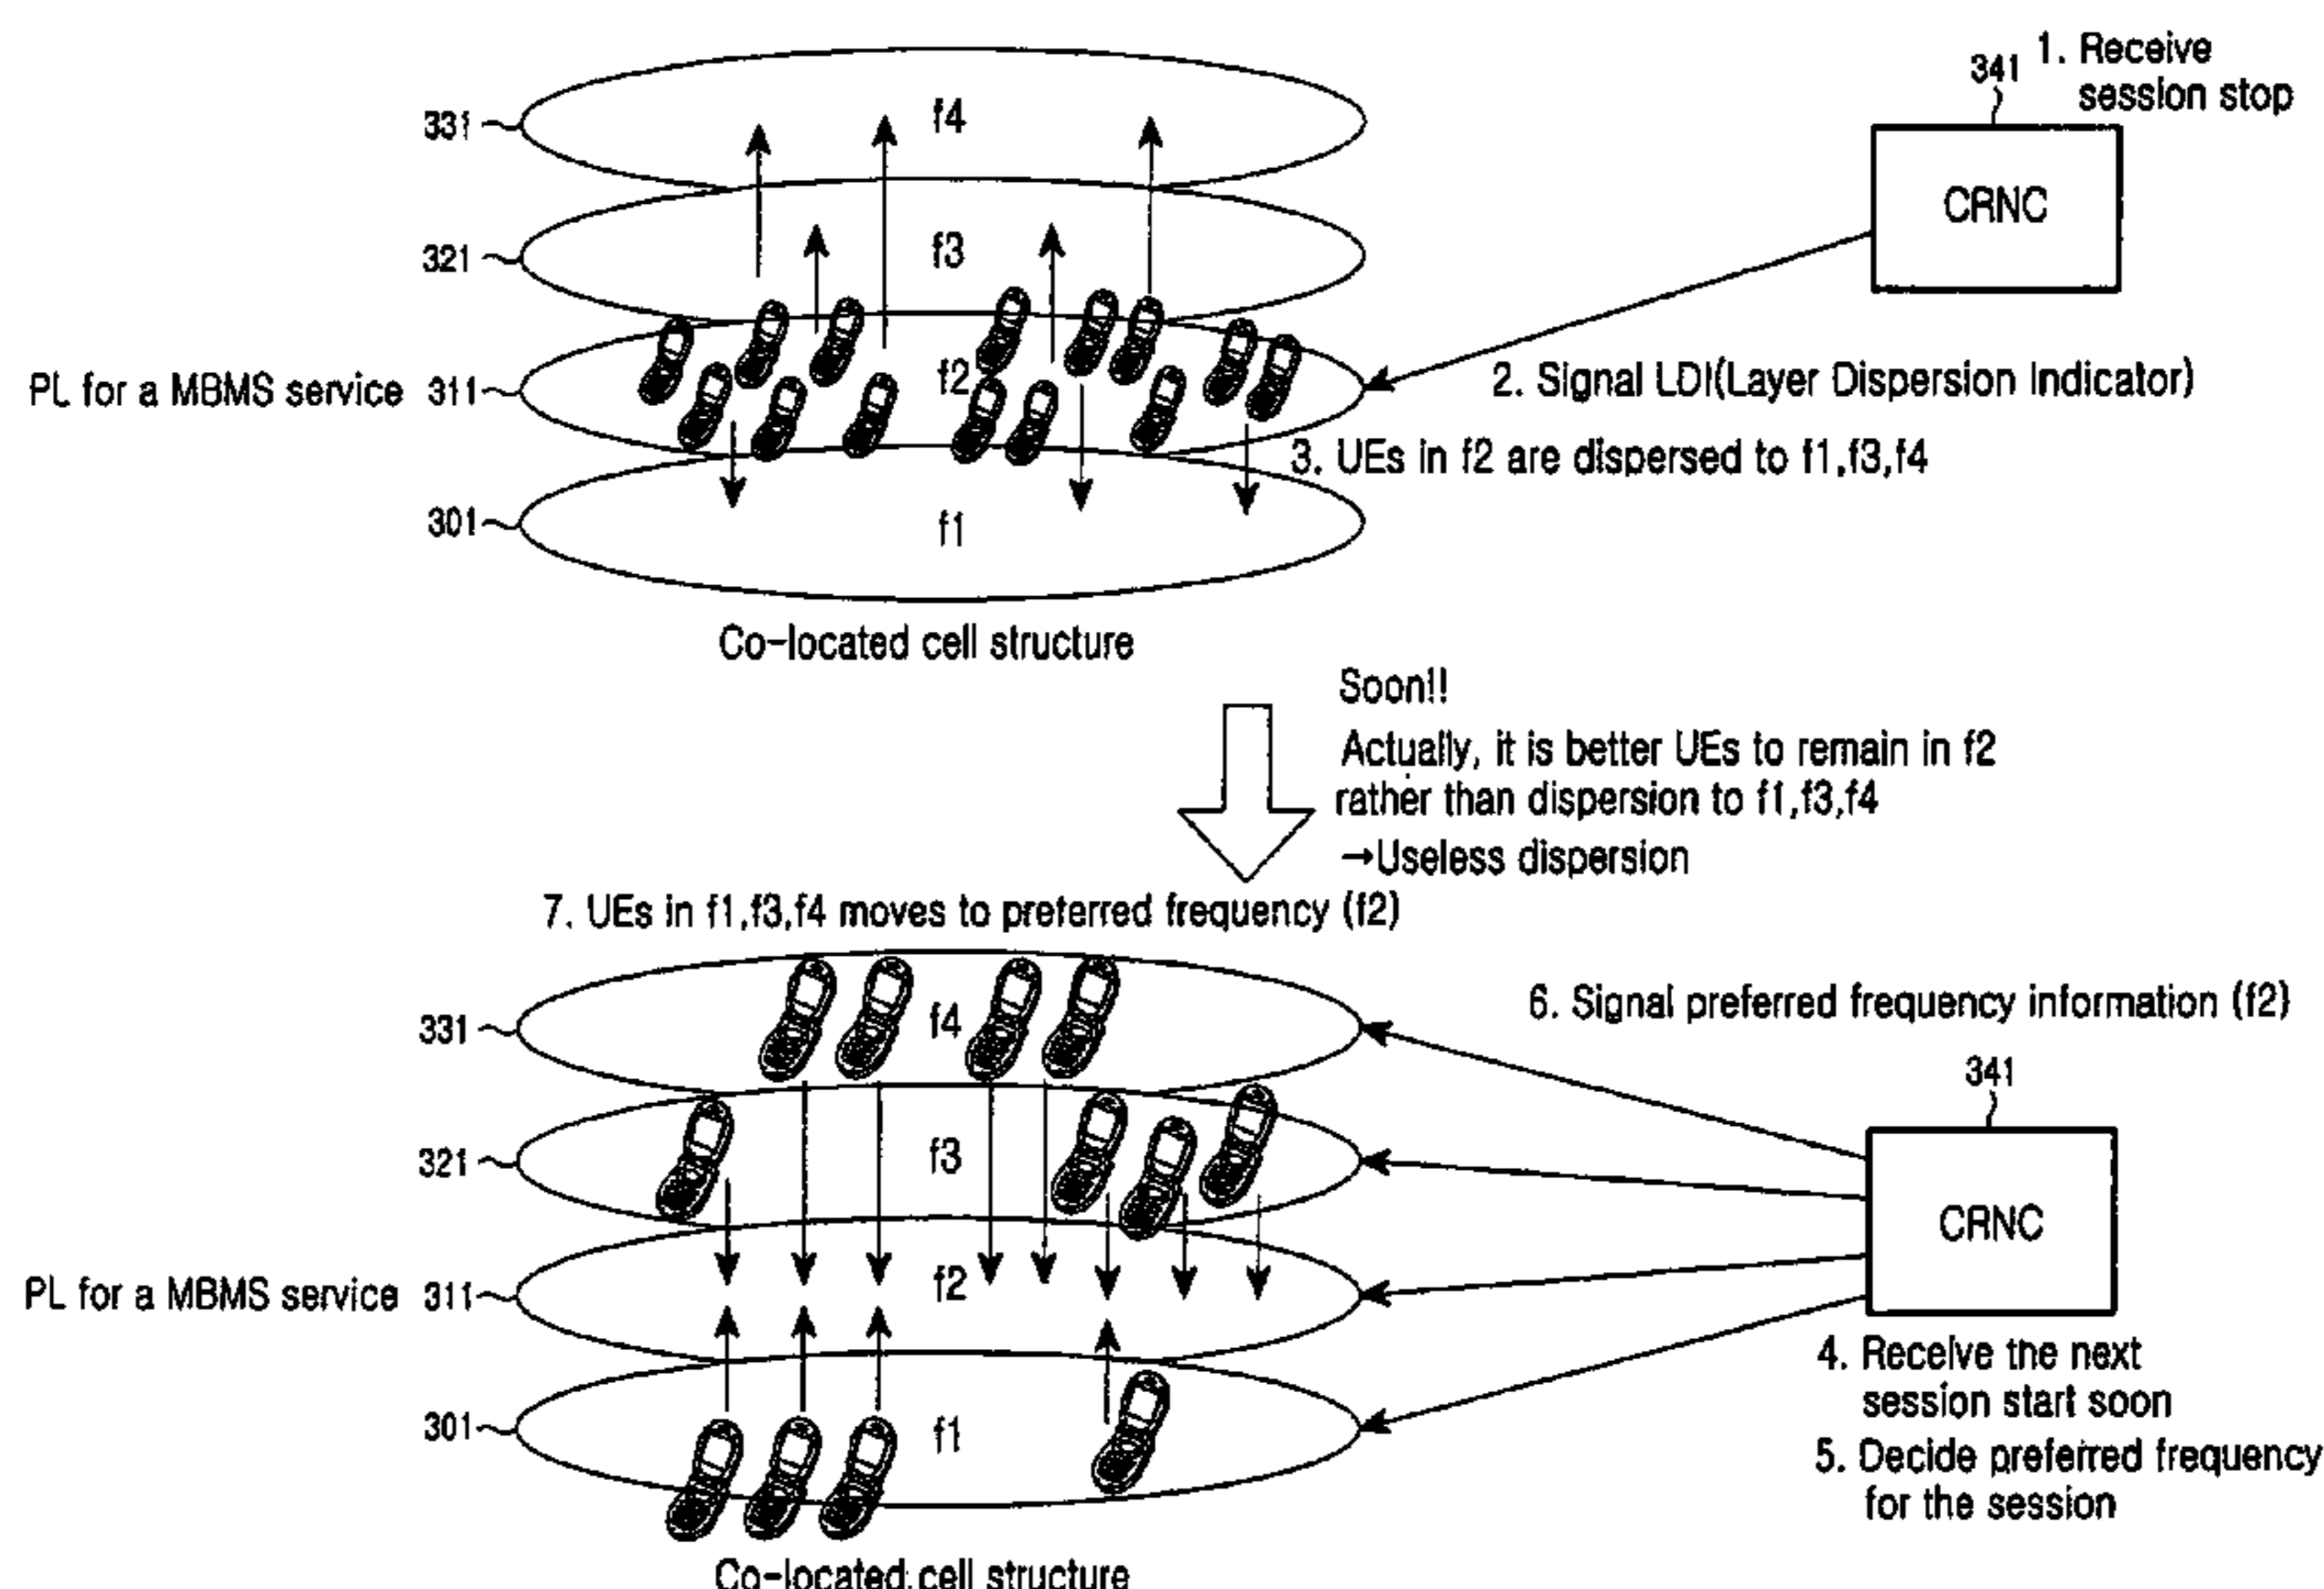 341
1. Receive
session stop
331
f4
CRNC
321
f3
PL for a MBMS service
311
f2
2. Signal LDI(Layer Dispersion Indicator)
3. UEs in f2 are dispersed to f1,f3,f4
301
f1
Co-located cell structure
Soon!!
Actually, it is better UEs to remain in f2
rather than dispersion to f1,f3,f4
→Useless dispersion
7. UEs in f1,f3,f4 moves to preferred frequency (f2)
331
f4
6. Signal preferred frequency information (f2)
341
321
f3
CRNC
PL for a MBMS service
311
f2
4. Receive the next
session start soon
301
f1
5. Decide preferred frequency
for the session
Co-located cell structure